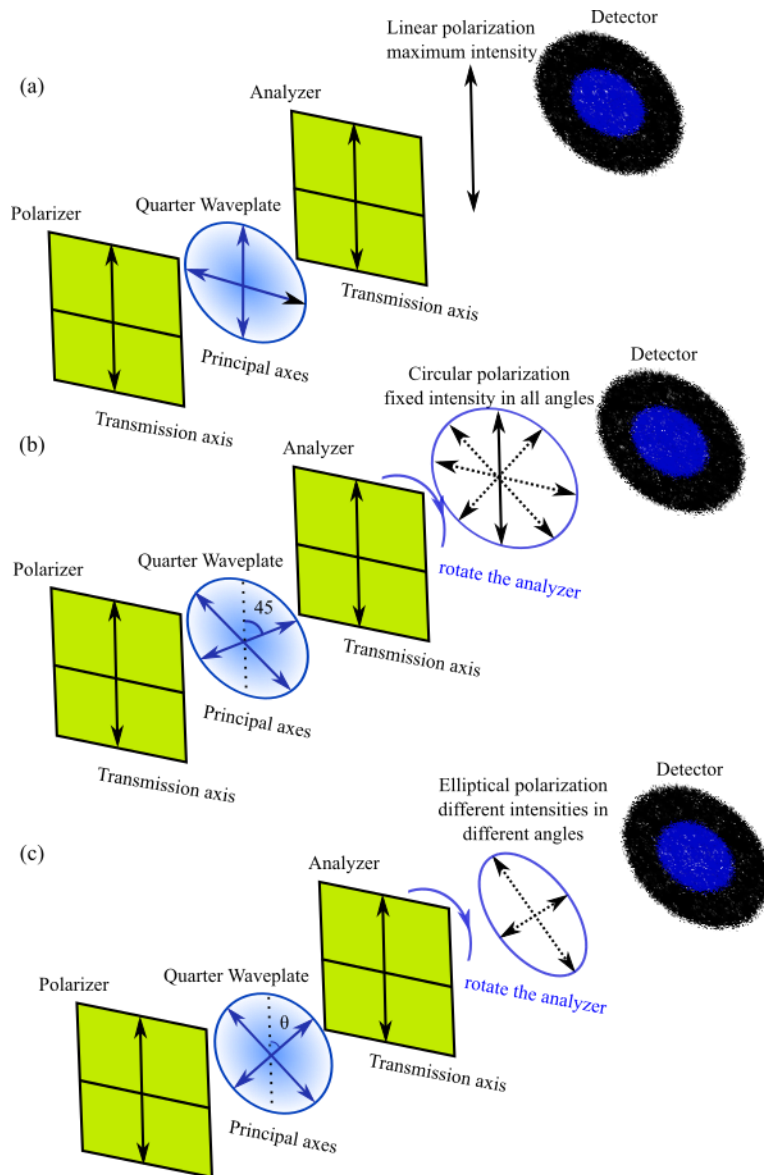 Detector
Linear polarization
maximum intensity
(a)
Analyzer
Quarter Waveplate
Polarizer
Transmission axis
Principal axes
Transmission axis
Detector
Circular polarization
fixed intensity in all angles
(b)
Analyzer
rotate the analyzer
Quarter Waveplate
Polarizer
45
Transmission axis
Principal axes
Transmission axis
Detector
Elliptical polarization
different intensities in
different angles
(c)
Analyzer
rotate the analyzer
Quarter Waveplate
Polarizer
θ
Transmission axis
Principal axes